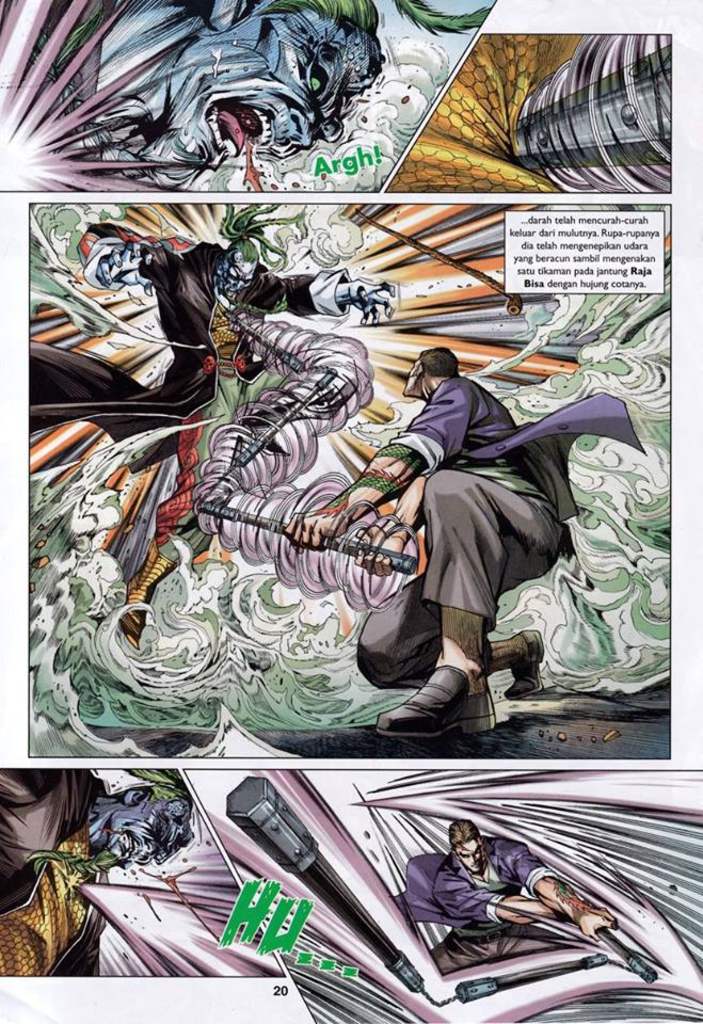 Argh!
...darah telah mencurah-curah
keluar dari mulutnya. Rupa-rupanya
dia telah mengenepikan udara
yang beracun sambil mengenakan
satu tikaman pada jantung Raja
Bisa dengan hujung cotanya.
HU...
20